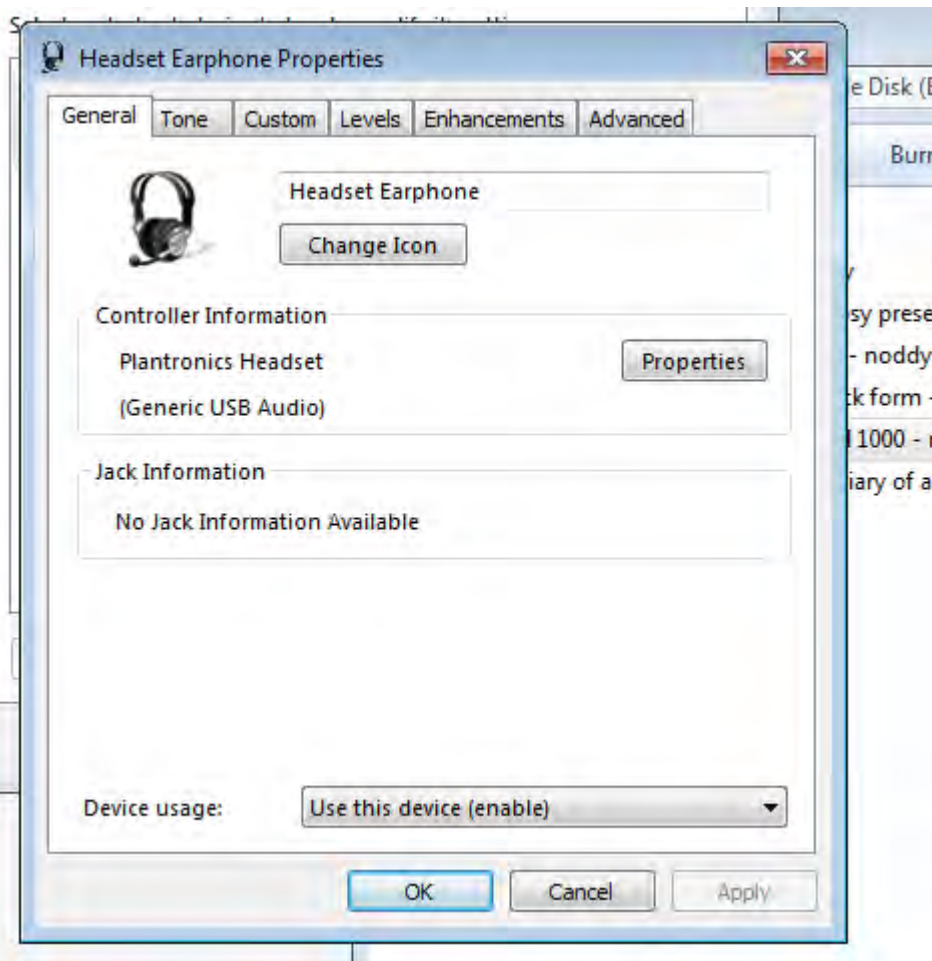 Headset Earphone Properties
General Tone Custom Levels Enhancements Advanced
Headset Earphone
Change Icon
Controller Information
Plantronics Headset
Properties
(Generic USB Audio)
Jack Information
No Jack Information Available
Device usage: Use this device (enable)
OK Cancel Apply
e Disk (
Burr
y
sy prese
- noddy
ck form -
1000 -
iary of a